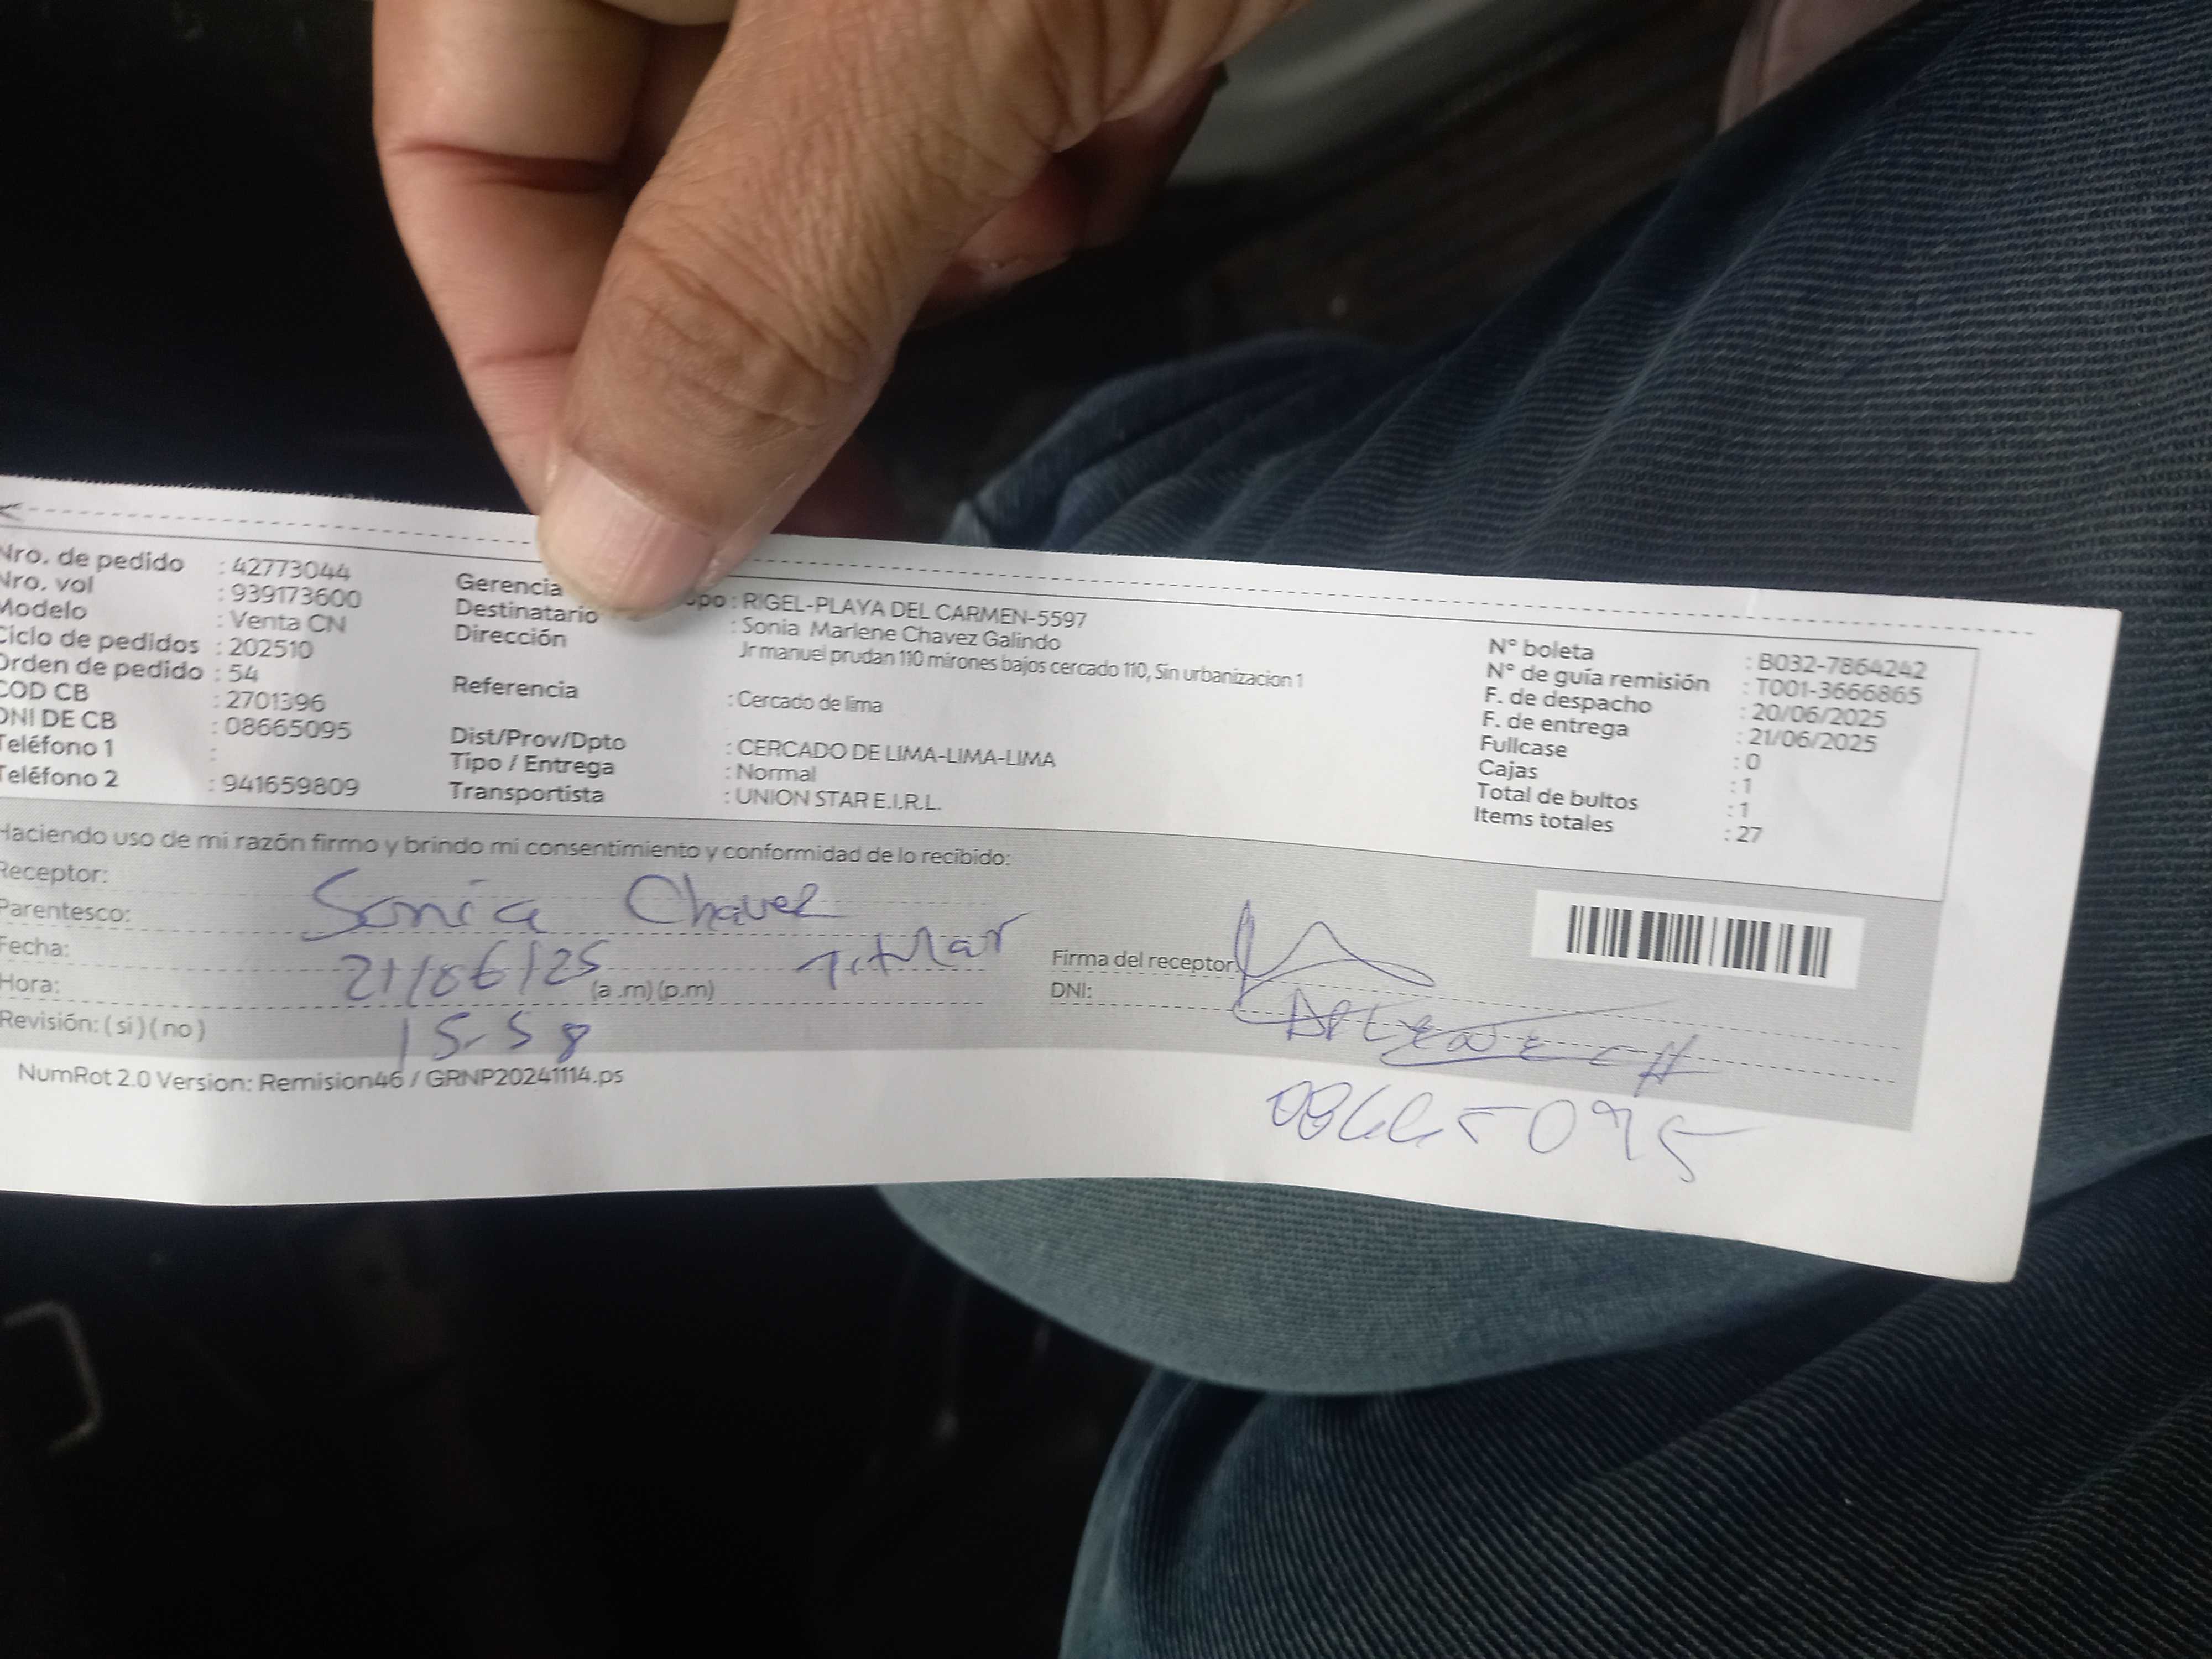 Nro. de pedido : 42773044
Nro. vol : 939173600
Modelo : Venta CN
Ciclo de pedidos : 202510
Orden de pedido : 54
COD CB : 2701396
DNI DE CB : 08665095
Teléfono 1 :
Teléfono 2 : 941659809
Gerencia upo : RIGEL-PLAYA DEL CARMEN-5597
Destinatario : Sonia Marlene Chavez Galindo
Dirección Jr manuel prudan 110 mirones bajos cercado 110, Sin urbanizacion 1
Referencia : Cercado de lima
Dist/Prov/Dpto : CERCADO DE LIMA-LIMA-LIMA
Tipo / Entrega : Normal
Transportista : UNION STAR E.I.R.L.
N° boleta : B032-7864242
N° de guía remisión : T001-3666865
F. de despacho : 20/06/2025
F. de entrega : 21/06/2025
Fullcase : 0
Cajas : 1
Total de bultos : 1
Items totales : 27
Haciendo uso de mi razón firmo y brindo mi consentimiento y conformidad de lo recibido:
Receptor: Sonia Chavez
Parentesco: Titular
Fecha: 21/06/25
Hora: (a .m) (p.m) 15-58
Revisión: ( si ) ( no )
Firma del receptor:
DNI:
08665095
NumRot 2.0 Version: Remision46 / GRNP20241114.ps